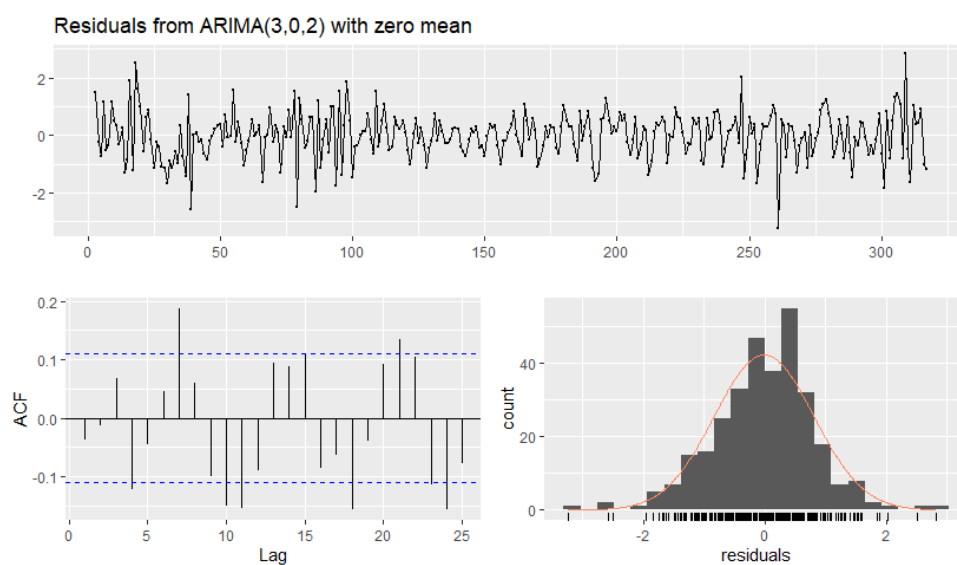 Residuals from ARIMA(3,0,2) with zero mean
2
0
-2
0 50 100 150 200 250 300
0.2
0.1
0.0
-0.1
ACF
0 5 10 15 20 25
Lag
40
20
0
count
-2 0 2
residuals